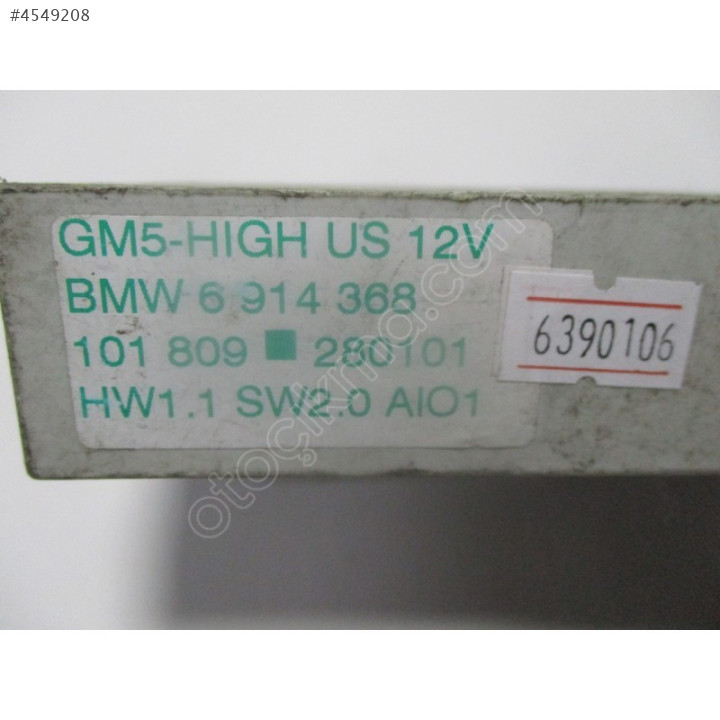 #4549208
GM5-HIGH US 12V
BMW 6 914 368
101 809 ■ 280101
HW1.1 SW2.0 AIO1
6390106
otoçıkma.com